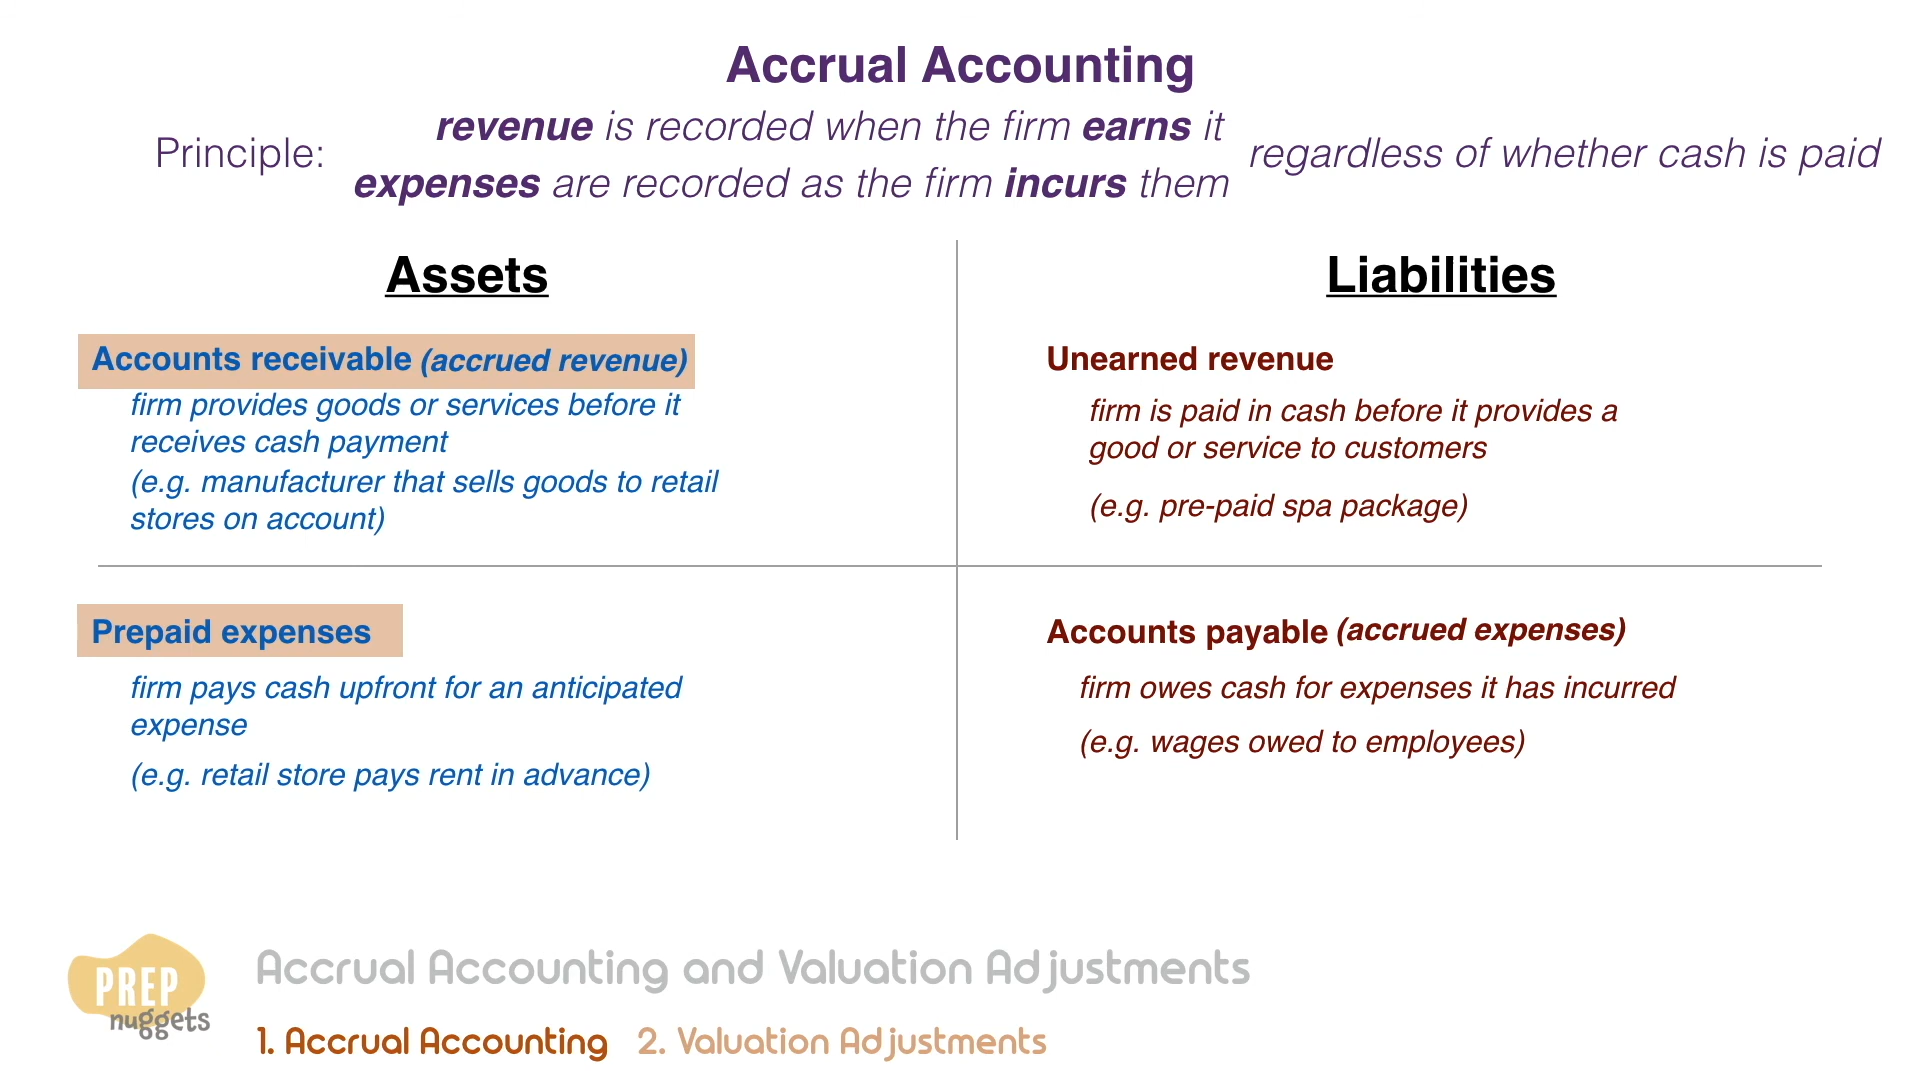 Accrual Accounting
Principle:
revenue is recorded when the firm earns it
expenses are recorded as the firm incurs them
regardless of whether cash is paid
Assets
Accounts receivable (accrued revenue)
firm provides goods or services before it
receives cash payment
(e.g. manufacturer that sells goods to retail
stores on account)
Prepaid expenses
firm pays cash upfront for an anticipated
expense
(e.g. retail store pays rent in advance)
Liabilities
Unearned revenue
firm is paid in cash before it provides a
good or service to customers
(e.g. pre-paid spa package)
Accounts payable (accrued expenses)
firm owes cash for expenses it has incurred
(e.g. wages owed to employees)
PREP
nuggets
Accrual Accounting and Valuation Adjustments
1. Accrual Accounting 2. Valuation Adjustments